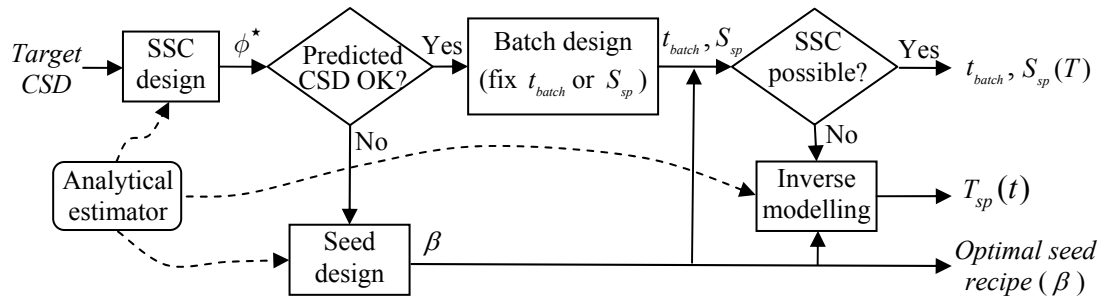 Target
CSD
SSC
design
ϕ*
Predicted
CSD OK?
Yes
No
Batch design
(fix t_batch or S_sp)
t_batch, S_sp
SSC
possible?
Yes
No
t_batch, S_sp(T)
Analytical
estimator
Inverse
modelling
T_sp(t)
Seed
design
β
Optimal seed
recipe (β)